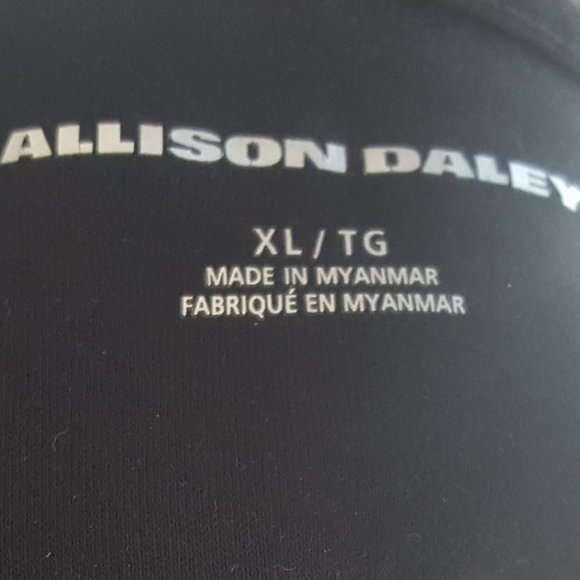 ALLISON DALEY
XL / TG
MADE IN MYANMAR
FABRIQUÉ EN MYANMAR